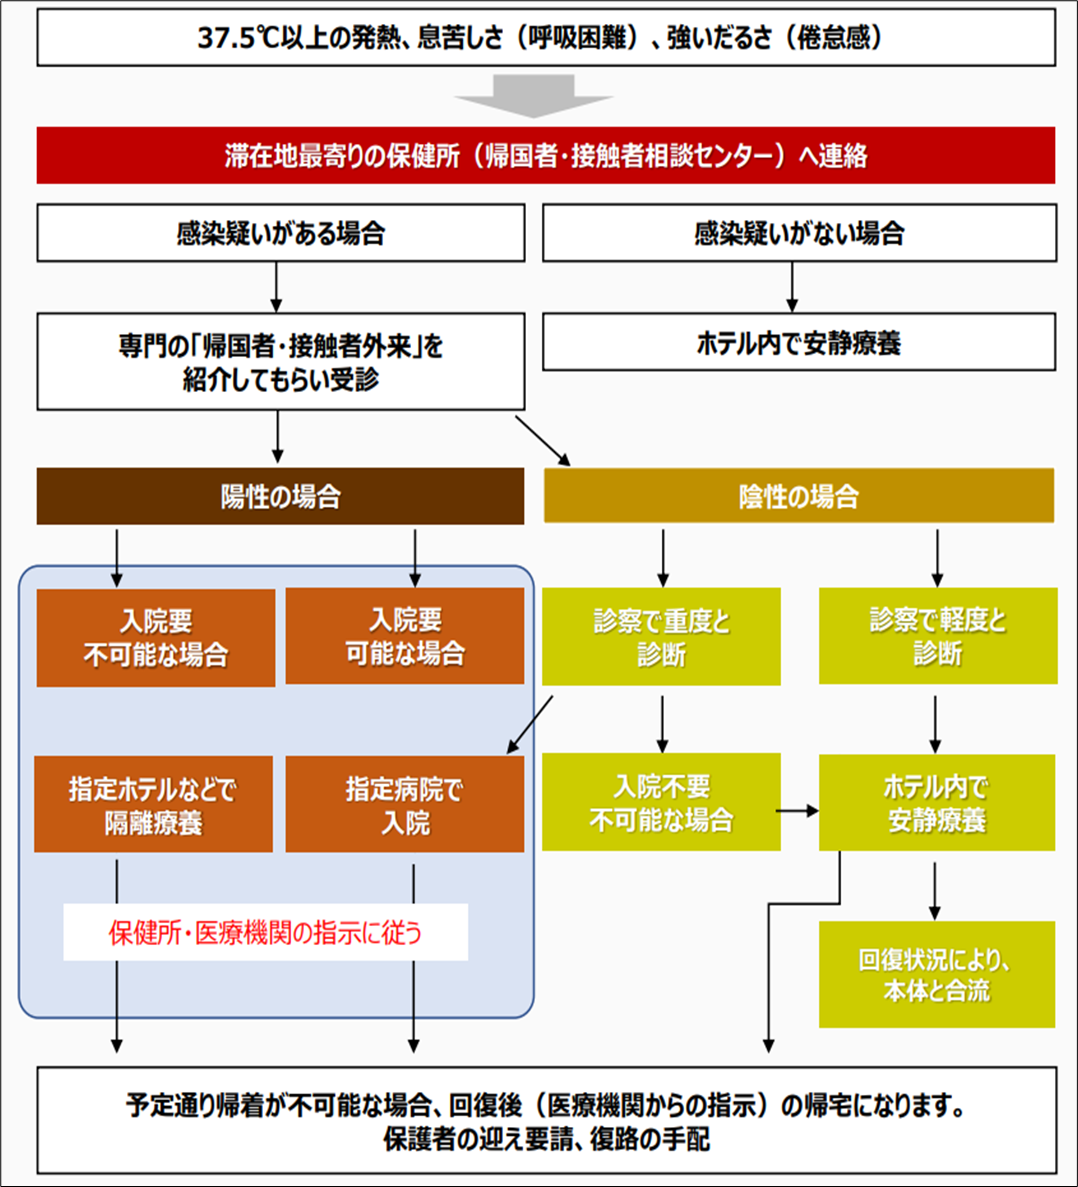 37.5℃以上の発熱、息苦しさ（呼吸困難）、強いだるさ（倦怠感）
滞在地最寄りの保健所（帰国者・接触者相談センター）へ連絡
感染疑いがある場合
感染疑いがない場合
専門の「帰国者・接触者外来」を
紹介してもらい受診
ホテル内で安静療養
陽性の場合
陰性の場合
入院要
不可能な場合
入院要
可能な場合
診察で重度と
診断
診察で軽度と
診断
指定ホテルなどで
隔離療養
指定病院で
入院
入院不要
不可能な場合
ホテル内で
安静療養
保健所・医療機関の指示に従う
回復状況により、
本体と合流
予定通り帰着が不可能な場合、回復後（医療機関からの指示）の帰宅になります。
保護者の迎え要請、復路の手配